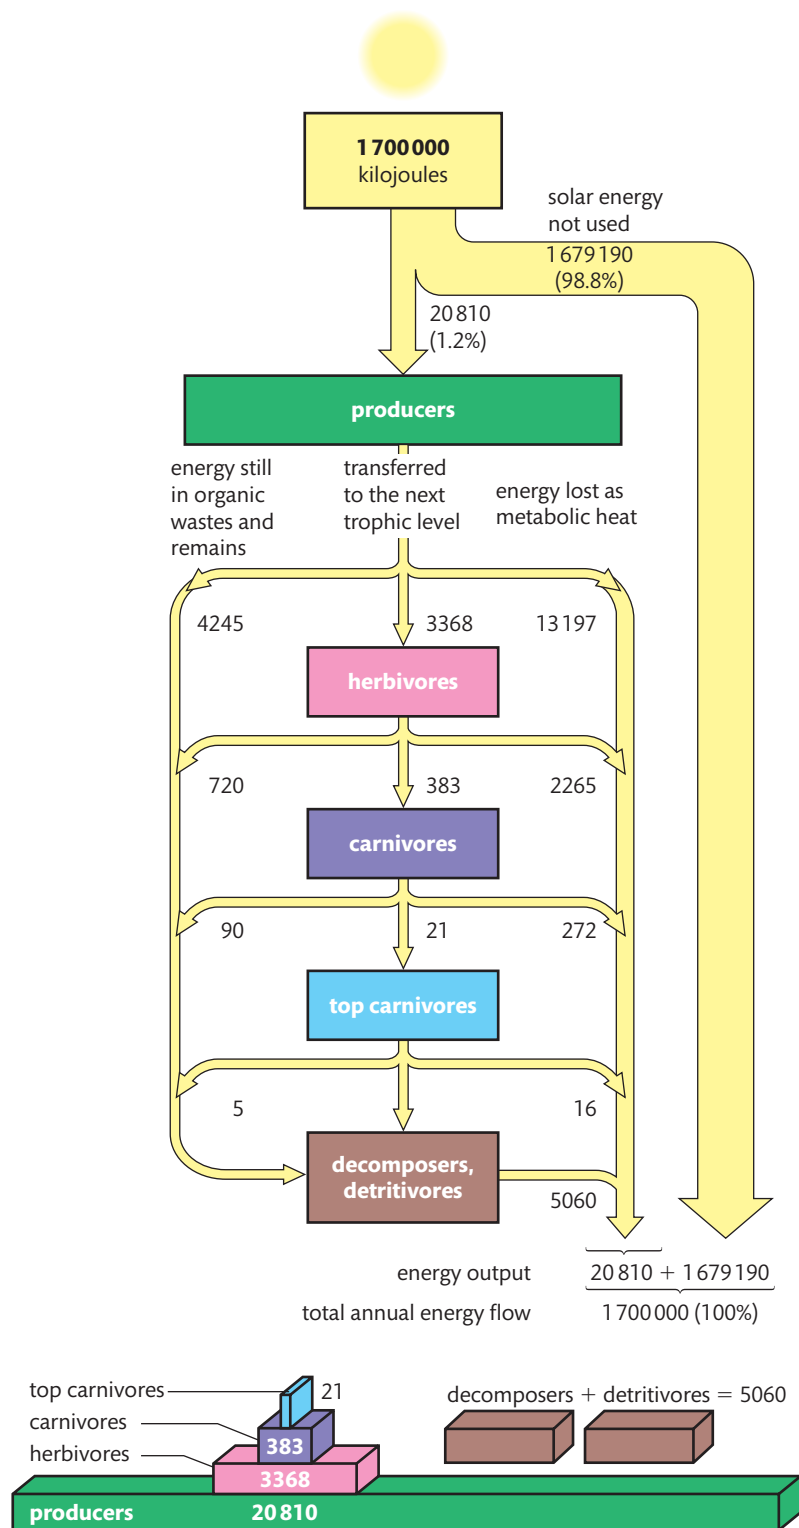 1 700 000
kilojoules
solar energy
not used
1 679 190
(98.8%)
20 810
(1.2%)
producers
energy still
in organic
wastes and
remains
transferred
to the next
trophic level
energy lost as
metabolic heat
4245
3368
13 197
herbivores
720
383
2265
carnivores
90
21
272
top carnivores
5
16
decomposers,
detritivores
5060
energy output
20 810 + 1 679 190
total annual energy flow
1 700 000 (100%)
top carnivores
21
decomposers + detritivores = 5060
carnivores
383
herbivores
3368
producers
20 810